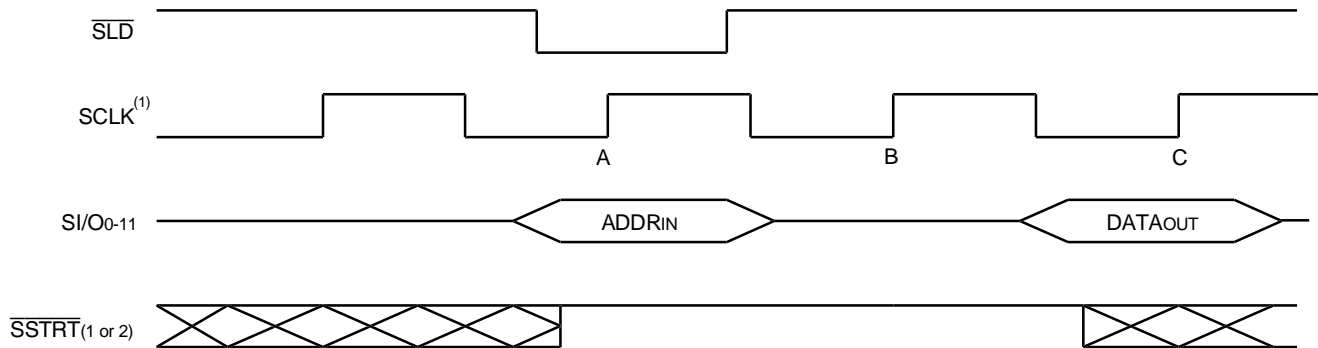 SLD
SCLK(1)
A B C
SI/O0-11 ADDRIN DATAOUT
SSTRT(1 or 2)